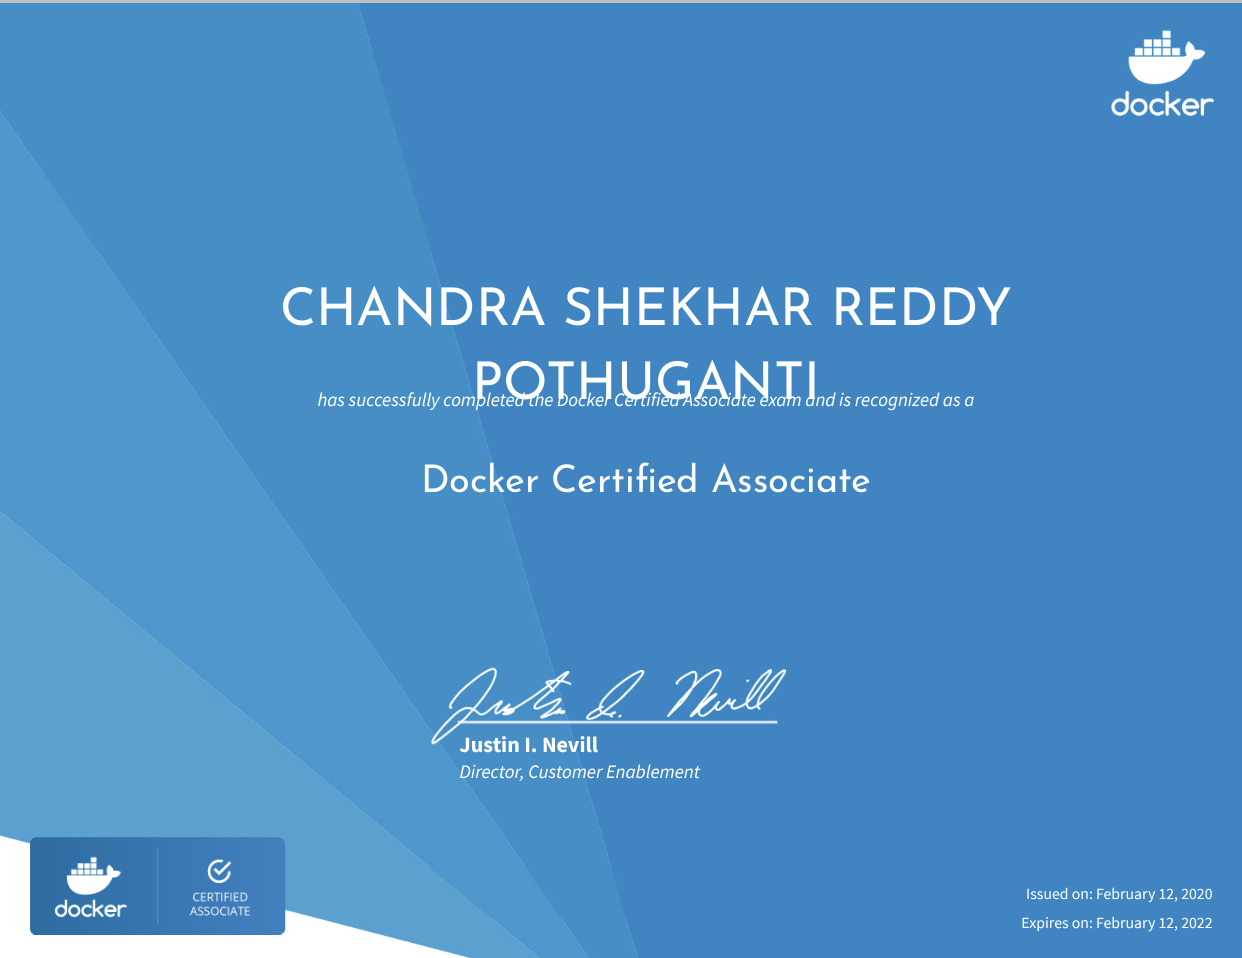 docker
CHANDRA SHEKHAR REDDY
POTHUGANTI
has successfully completed the Docker Certified Associate exam and is recognized as a
Docker Certified Associate
Justin I. Nevill
Justin I. Nevill
Director, Customer Enablement
docker
CERTIFIED
ASSOCIATE
Issued on: February 12, 2020
Expires on: February 12, 2022